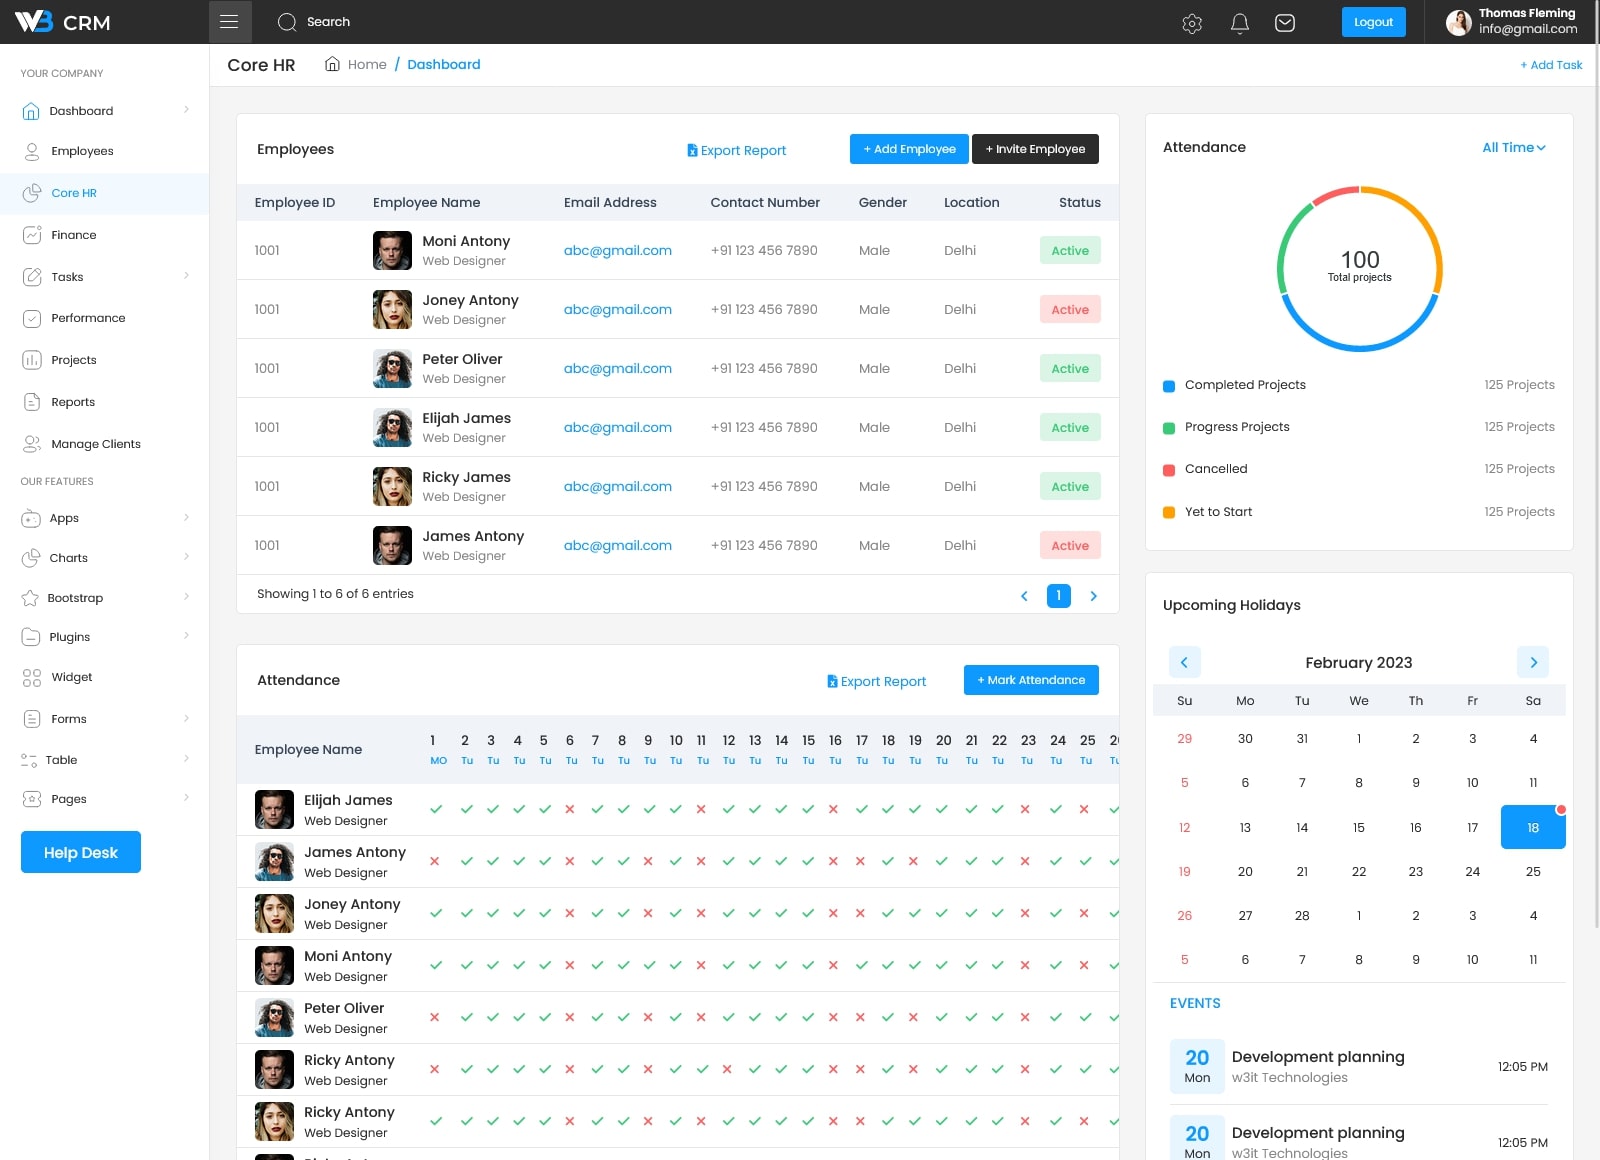 W3 CRM
Search
Logout
Thomas Fleming
info@gmail.com
YOUR COMPANY
Dashboard
Employees
Core HR
Finance
Tasks
Performance
Projects
Reports
Manage Clients
OUR FEATURES
Apps
Charts
Bootstrap
Plugins
Widget
Forms
Table
Pages
Help Desk
Core HR
Home / Dashboard
+ Add Task
Employees
Export Report
+ Add Employee
+ Invite Employee
Employee ID Employee Name Email Address Contact Number Gender Location Status
1001 Moni Antony abc@gmail.com +91 123 456 7890 Male Delhi Active
Web Designer
1001 Joney Antony abc@gmail.com +91 123 456 7890 Male Delhi Active
Web Designer
1001 Peter Oliver abc@gmail.com +91 123 456 7890 Male Delhi Active
Web Designer
1001 Elijah James abc@gmail.com +91 123 456 7890 Male Delhi Active
Web Designer
1001 Ricky James abc@gmail.com +91 123 456 7890 Male Delhi Active
Web Designer
1001 James Antony abc@gmail.com +91 123 456 7890 Male Delhi Active
Web Designer
Showing 1 to 6 of 6 entries
1
Attendance
Export Report
+ Mark Attendance
Employee Name
1 2 3 4 5 6 7 8 9 10 11 12 13 14 15 16 17 18 19 20 21 22 23 24 25
MO Tu Tu Tu Tu Tu Tu Tu Tu Tu Tu Tu Tu Tu Tu Tu Tu Tu Tu Tu Tu Tu Tu Tu Tu
Elijah James
Web Designer
James Antony
Web Designer
Joney Antony
Web Designer
Moni Antony
Web Designer
Peter Oliver
Web Designer
Ricky Antony
Web Designer
Ricky Antony
Web Designer
Attendance
All Time
100
Total projects
Completed Projects 125 Projects
Progress Projects 125 Projects
Cancelled 125 Projects
Yet to Start 125 Projects
Upcoming Holidays
February 2023
Su Mo Tu We Th Fr Sa
29 30 31 1 2 3 4
5 6 7 8 9 10 11
12 13 14 15 16 17 18
19 20 21 22 23 24 25
26 27 28 1 2 3 4
5 6 7 8 9 10 11
EVENTS
20 Mon
Development planning
w3it Technologies
12:05 PM
20 Mon
Development planning
w3it Technologies
12:05 PM